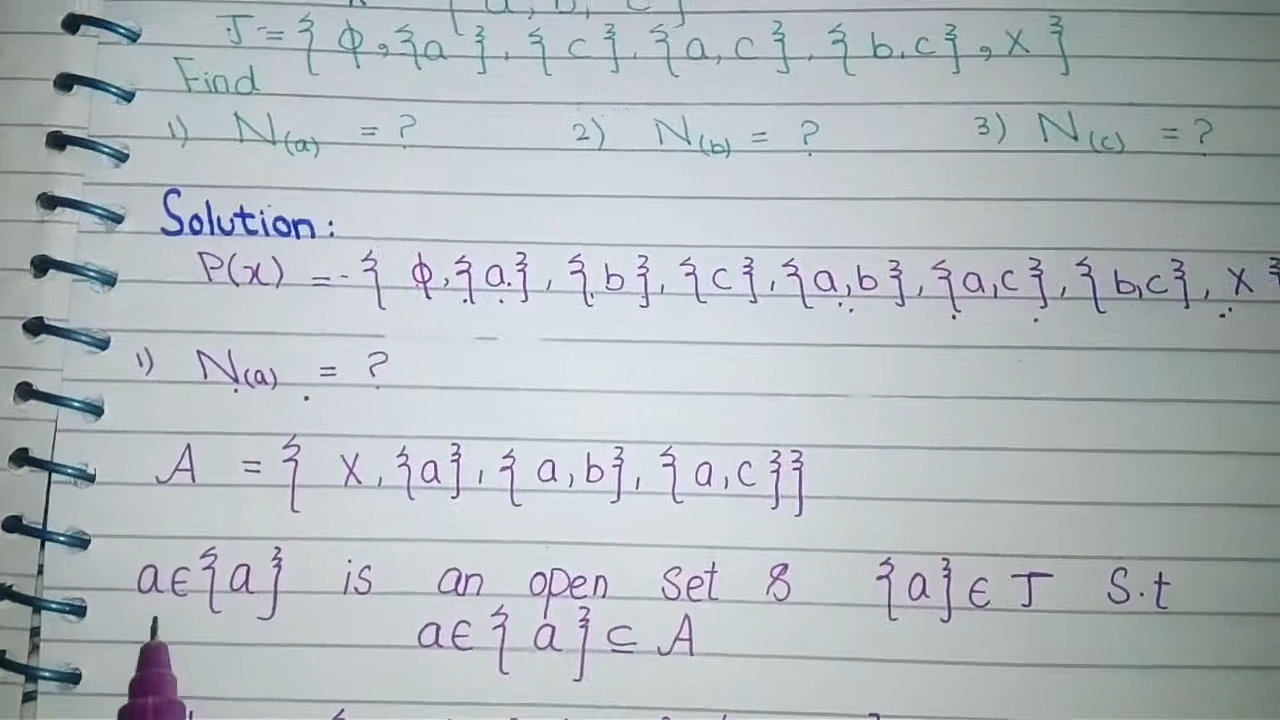 {a, b, c}
J = { ϕ, {a}, {c}, {a, c}, {b, c}, X }
Find
1) N(a) = ? 2) N(b) = ? 3) N(c) = ?
Solution:
P(x) = { ϕ, {a}, {b}, {c}, {a, b}, {a, c}, {b, c}, X }
1) N(a) = ?
A = { X, {a}, {a, b}, {a, c}}
a∈{a} is an open set & {a}∈J S.t
a∈{a}⊆A